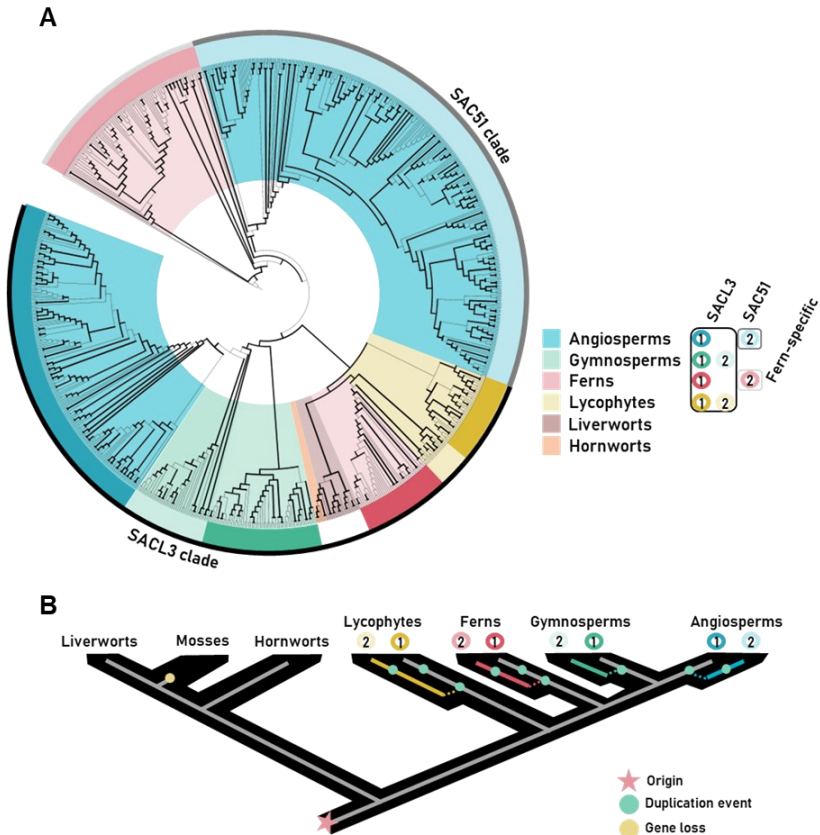 A
SAC51 clade
SACL3 clade
SACL3
SAC51
Fern-specific
Angiosperms 1 2
Gymnosperms 1 2
Ferns 1 2
Lycophytes 1 2
Liverworts
Hornworts
B
Liverworts
Mosses
Hornworts
Lycophytes
2 1
Ferns
2 1
Gymnosperms
2 1
Angiosperms
1 2
Origin
Duplication event
Gene loss